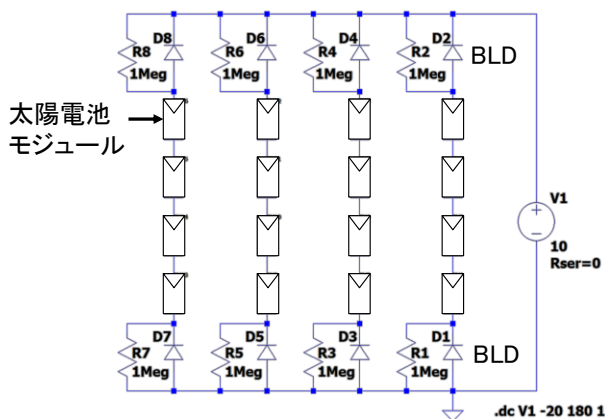 D8
R8
1Meg
D6
R6
1Meg
D4
R4
1Meg
D2
R2
1Meg
BLD
太陽電池
モジュール
V1
10
Rser=0
D7
R7
1Meg
D5
R5
1Meg
D3
R3
1Meg
D1
R1
1Meg
BLD
.dc V1 -20 180 1